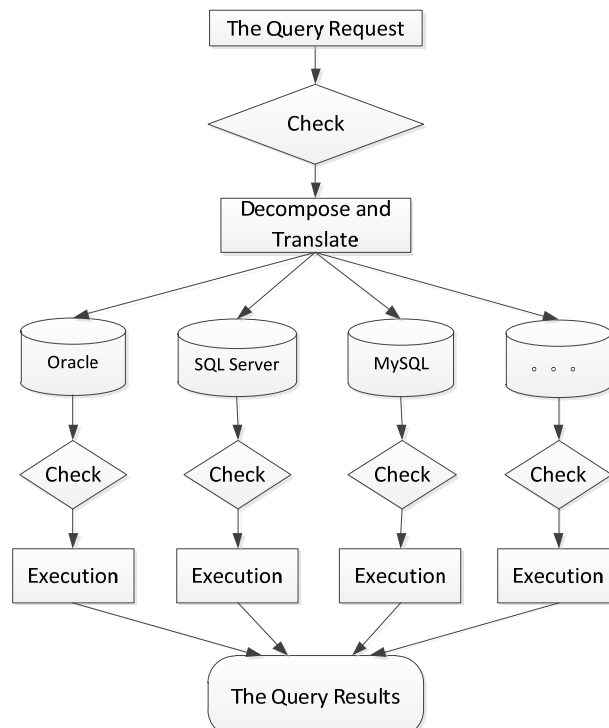 The Query Request
Check
Decompose and
Translate
Oracle
SQL Server
MySQL
。。。
Check
Check
Check
Check
Execution
Execution
Execution
Execution
The Query Results